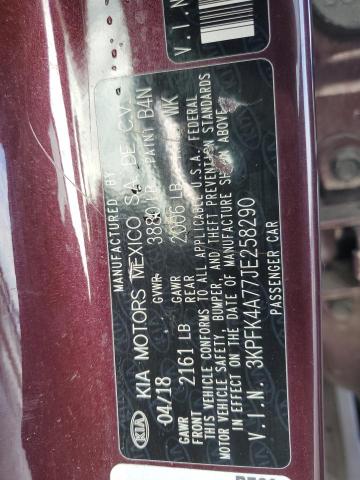 V.I.N
MANUFACTURED BY
KIA KIA MOTORS MEXICO S.A DE C.V.
04/18 GVWR 3880 LB PAINT B4N
GAWR FRONT 2161 LB GAWR REAR 2066 LB WK
THIS VEHICLE CONFORMS TO ALL APPLICABLE U.S.A. FEDERAL
MOTOR VEHICLE SAFETY, BUMPER, AND THEFT PREVENTION STANDARDS
IN EFFECT ON THE DATE OF MANUFACTURE SHOWN ABOVE.
V.I.N. 3KPFK4A77JE258290
PASSENGER CAR